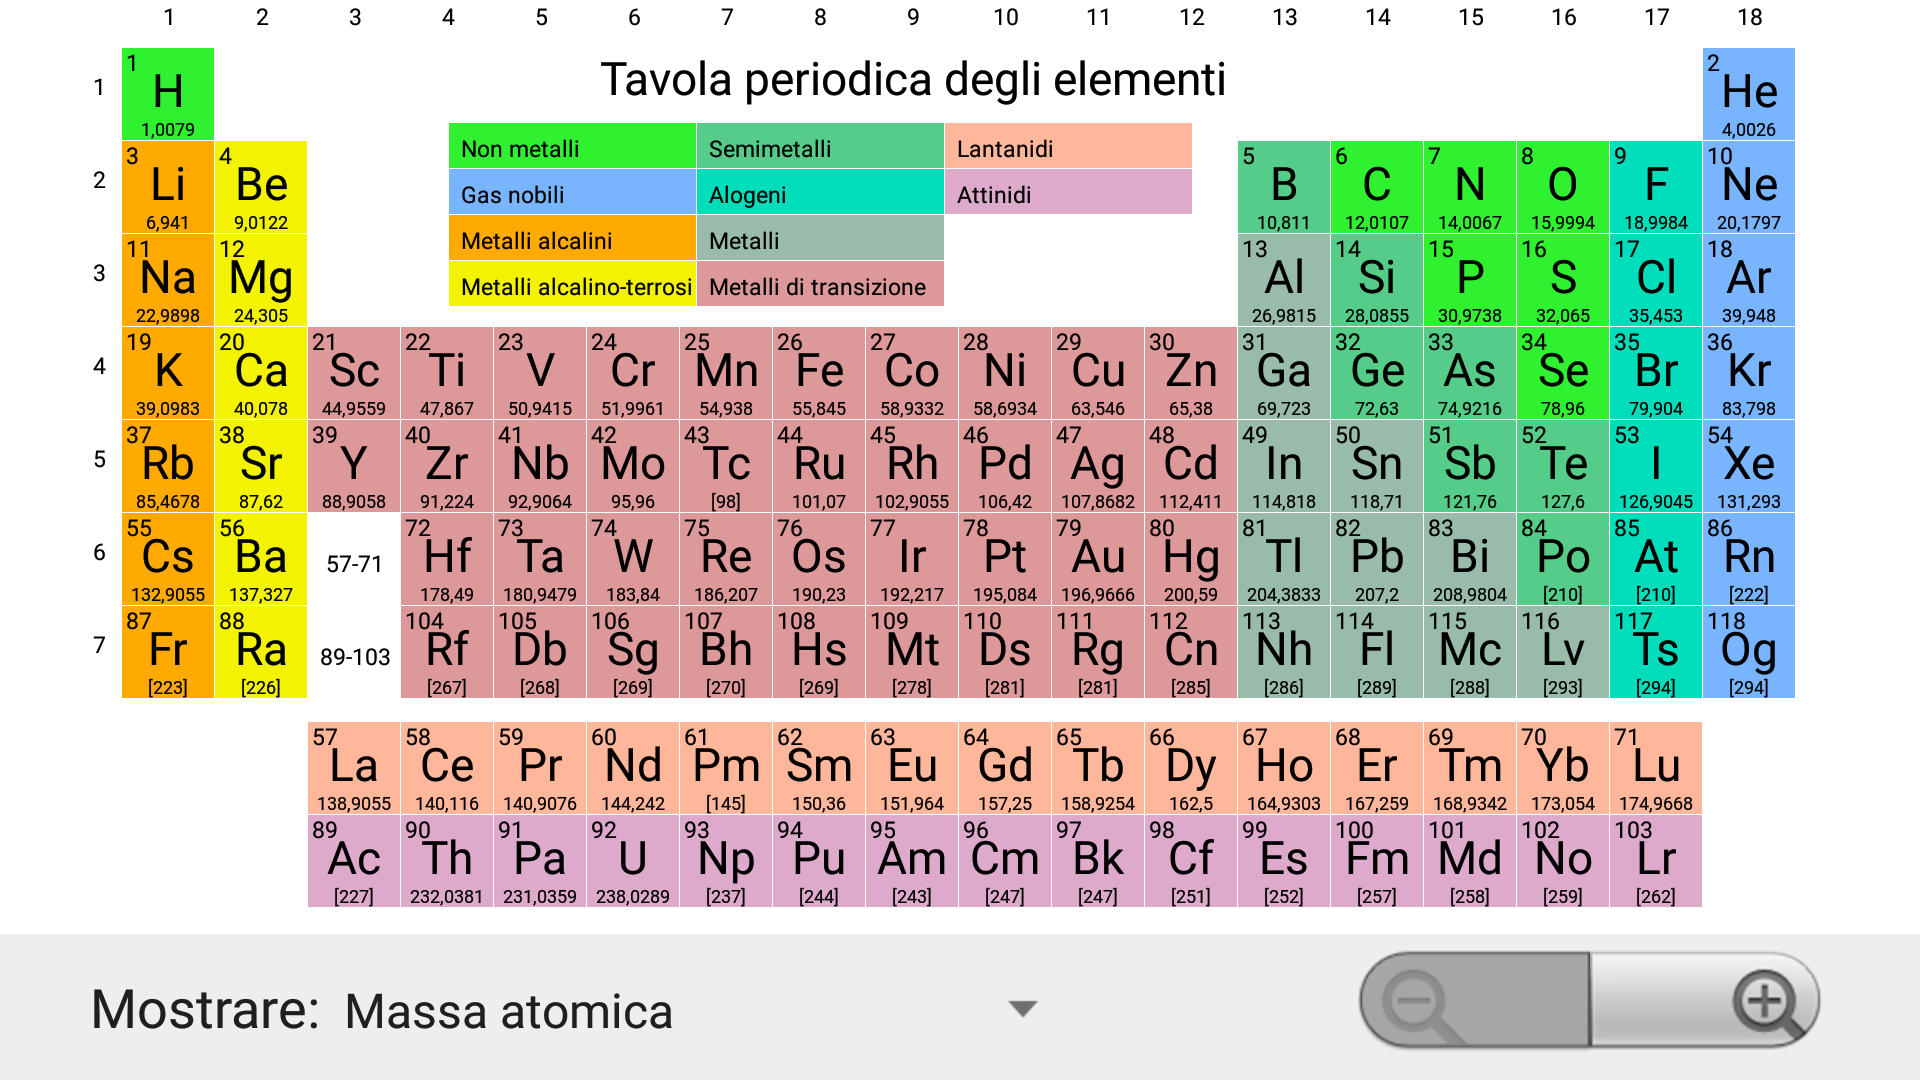 1 2 3 4 5 6 7 8 9 10 11 12 13 14 15 16 17 18
Tavola periodica degli elementi
Non metalli Semimetalli Lantanidi
Gas nobili Alogeni Attinidi
Metalli alcalini Metalli
Metalli alcalino-terrosi Metalli di transizione
1
1 2
H He
1,0079 4,0026
2
3 4 5 6 7 8 9 10
Li Be B C N O F Ne
6,941 9,0122 10,811 12,0107 14,0067 15,9994 18,9984 20,1797
3
11 12 13 14 15 16 17 18
Na Mg Al Si P S Cl Ar
22,9898 24,305 26,9815 28,0855 30,9738 32,065 35,453 39,948
4
19 20 21 22 23 24 25 26 27 28 29 30 31 32 33 34 35 36
K Ca Sc Ti V Cr Mn Fe Co Ni Cu Zn Ga Ge As Se Br Kr
39,0983 40,078 44,9559 47,867 50,9415 51,9961 54,938 55,845 58,9332 58,6934 63,546 65,38 69,723 72,63 74,9216 78,96 79,904 83,798
5
37 38 39 40 41 42 43 44 45 46 47 48 49 50 51 52 53 54
Rb Sr Y Zr Nb Mo Tc Ru Rh Pd Ag Cd In Sn Sb Te I Xe
85,4678 87,62 88,9058 91,224 92,9064 95,96 [98] 101,07 102,9055 106,42 107,8682 112,411 114,818 118,71 121,76 127,6 126,9045 131,293
6
55 56 72 73 74 75 76 77 78 79 80 81 82 83 84 85 86
Cs Ba 57-71 Hf Ta W Re Os Ir Pt Au Hg Tl Pb Bi Po At Rn
132,9055 137,327 178,49 180,9479 183,84 186,207 190,23 192,217 195,084 196,9666 200,59 204,3833 207,2 208,9804 [210] [210] [222]
7
87 88 104 105 106 107 108 109 110 111 112 113 114 115 116 117 118
Fr Ra 89-103 Rf Db Sg Bh Hs Mt Ds Rg Cn Nh Fl Mc Lv Ts Og
[223] [226] [267] [268] [269] [270] [269] [278] [281] [281] [285] [286] [289] [288] [293] [294] [294]
57 58 59 60 61 62 63 64 65 66 67 68 69 70 71
La Ce Pr Nd Pm Sm Eu Gd Tb Dy Ho Er Tm Yb Lu
138,9055 140,116 140,9076 144,242 [145] 150,36 151,964 157,25 158,9254 162,5 164,9303 167,259 168,9342 173,054 174,9668
89 90 91 92 93 94 95 96 97 98 99 100 101 102 103
Ac Th Pa U Np Pu Am Cm Bk Cf Es Fm Md No Lr
[227] 232,0381 231,0359 238,0289 [237] [244] [243] [247] [247] [251] [252] [257] [258] [259] [262]
Mostrare: Massa atomica